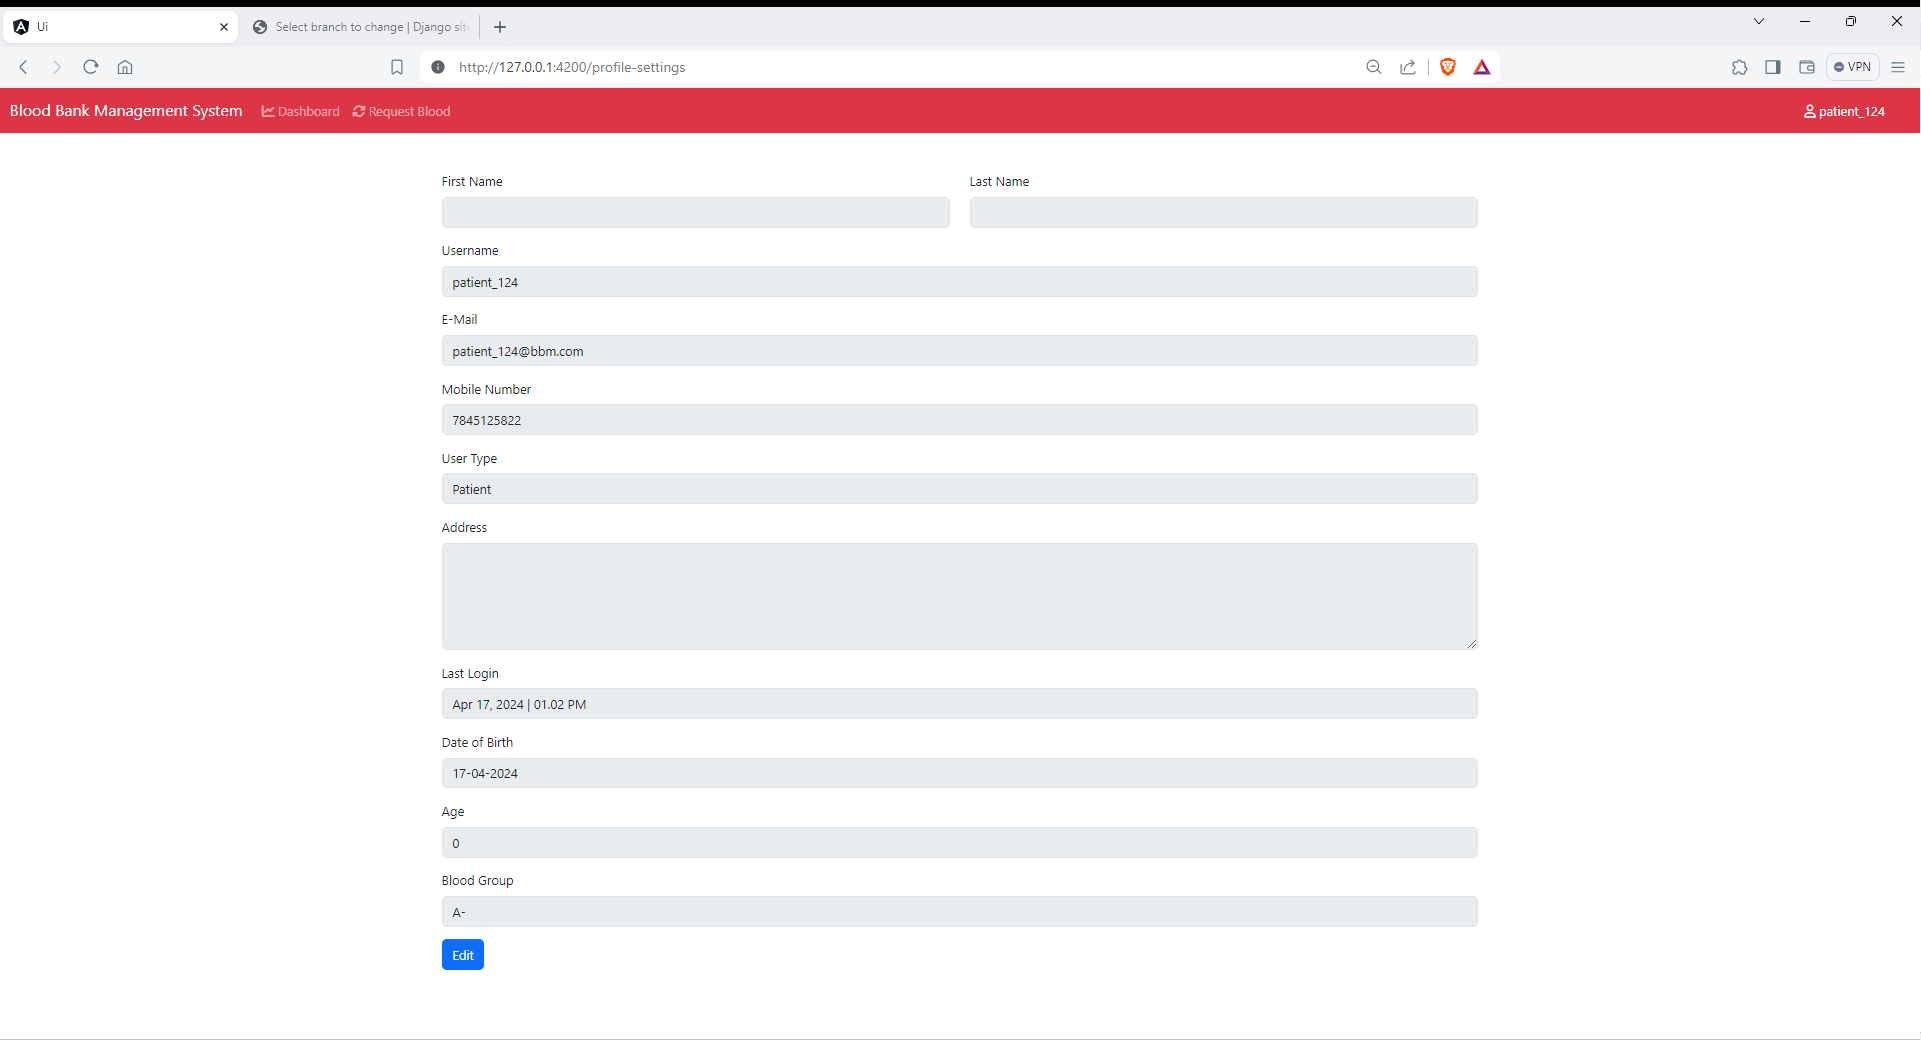 Ui
Select branch to change | Django sit
http://127.0.0.1:4200/profile-settings
VPN
Blood Bank Management System
Dashboard
Request Blood
patient_124
First Name
Last Name
Username
patient_124
E-Mail
patient_124@bbm.com
Mobile Number
7845125822
User Type
Patient
Address
Last Login
Apr 17, 2024 | 01.02 PM
Date of Birth
17-04-2024
Age
0
Blood Group
A-
Edit